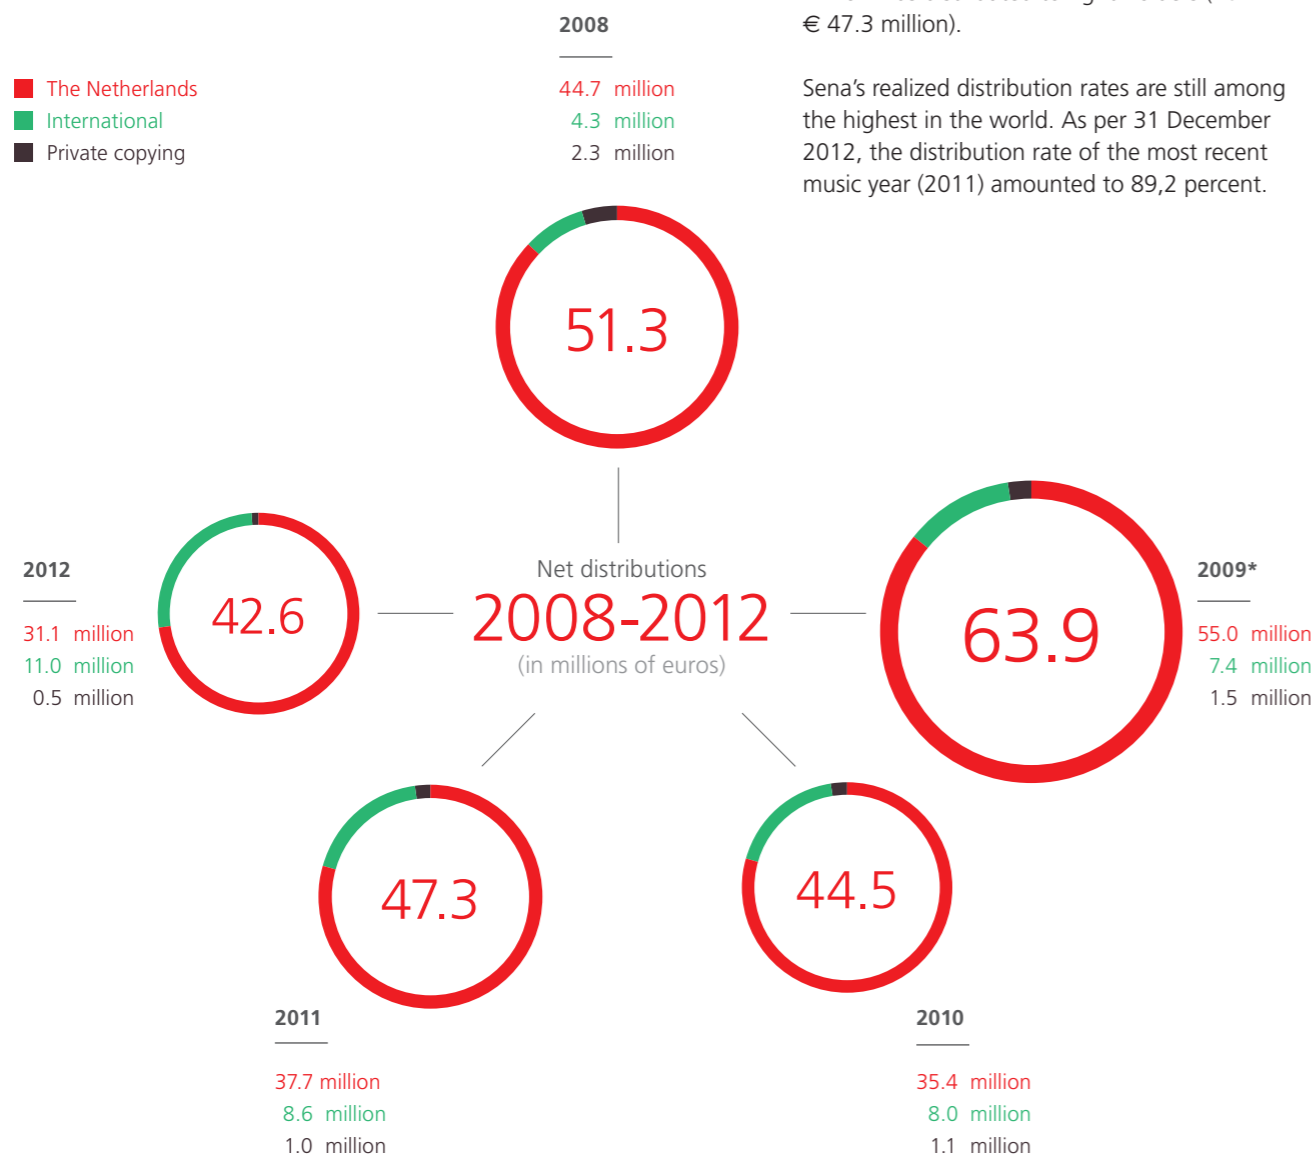 € 47.3 million).
Sena's realized distribution rates are still among
the highest in the world. As per 31 December
2012, the distribution rate of the most recent
music year (2011) amounted to 89,2 percent.
The Netherlands
International
Private copying
2008
44.7 million
4.3 million
2.3 million
51.3
Net distributions
2008-2012
(in millions of euros)
2009*
55.0 million
7.4 million
1.5 million
63.9
2010
35.4 million
8.0 million
1.1 million
44.5
2011
37.7 million
8.6 million
1.0 million
47.3
2012
31.1 million
11.0 million
0.5 million
42.6